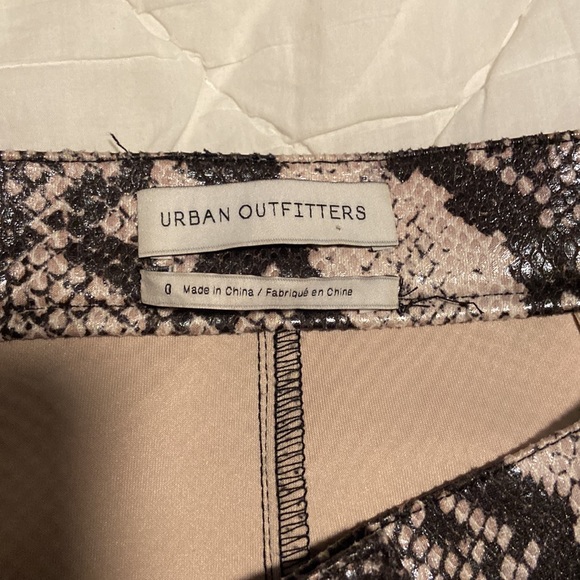 URBAN OUTFITTERS
0 Made in China / Fabriqué en Chine